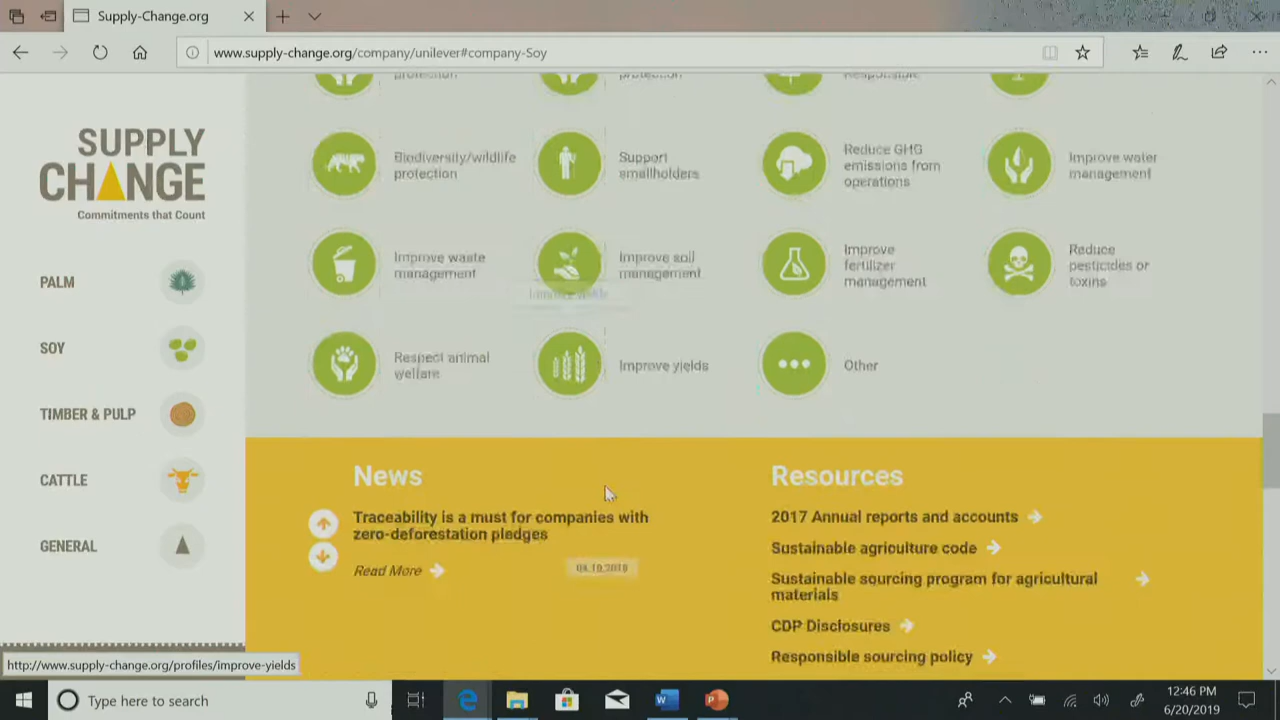 Supply-Change.org
www.supply-change.org/company/unilever#company-Soy
protection
protection
Responsible
SUPPLY
CHANGE
Commitments that Count
Biodiversity/wildlife
protection
Support
smallholders
Reduce GHG
emissions from
operations
Improve water
management
Improve waste
management
Improve soil
management
Improve
fertilizer
management
Reduce
pesticides or
toxins
Improve yields
Respect animal
welfare
Improve yields
Other
PALM
SOY
TIMBER & PULP
CATTLE
GENERAL
News
Traceability is a must for companies with
zero-deforestation pledges
Read More
Resources
2017 Annual reports and accounts
Sustainable agriculture code
Sustainable sourcing program for agricultural
materials
CDP Disclosures
Responsible sourcing policy
http://www.supply-change.org/profiles/improve-yields
Type here to search
12:46 PM
6/20/2019